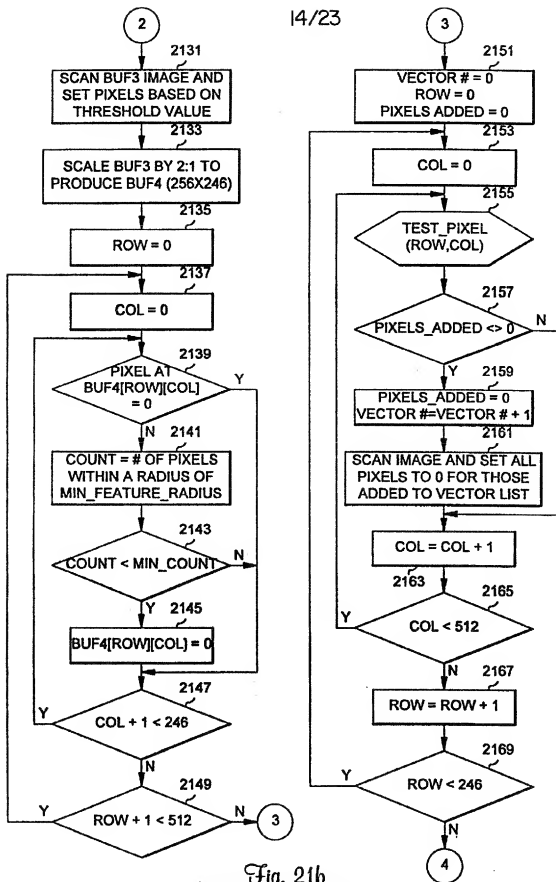 14/23
2
2131
SCAN BUF3 IMAGE AND
SET PIXELS BASED ON
THRESHOLD VALUE
2133
SCALE BUF3 BY 2:1 TO
PRODUCE BUF4 (256X246)
2135
ROW = 0
2137
COL = 0
2139
PIXEL AT
BUF4[ROW][COL]
= 0
Y
N
2141
COUNT = # OF PIXELS
WITHIN A RADIUS OF
MIN_FEATURE_RADIUS
2143
COUNT < MIN_COUNT
N
Y
2145
BUF4[ROW][COL] = 0
2147
COL + 1 < 246
Y
N
2149
ROW + 1 < 512
Y
N
3
3
2151
VECTOR # = 0
ROW = 0
PIXELS ADDED = 0
2153
COL = 0
2155
TEST_PIXEL
(ROW,COL)
2157
PIXELS_ADDED <> 0
N
Y
2159
PIXELS_ADDED = 0
VECTOR #=VECTOR # + 1
2161
SCAN IMAGE AND SET ALL
PIXELS TO 0 FOR THOSE
ADDED TO VECTOR LIST
COL = COL + 1
2163
2165
COL < 512
Y
N
2167
ROW = ROW + 1
2169
ROW < 246
Y
N
4
Fig. 21b